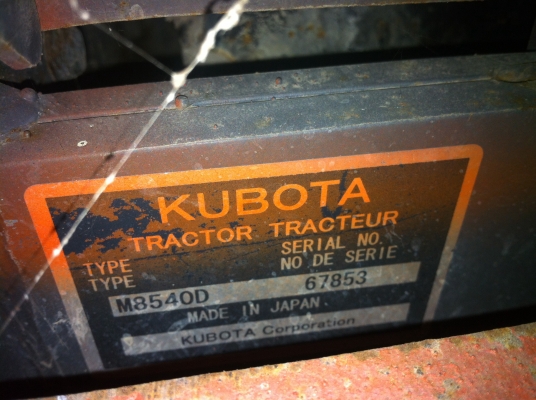 KUBOTA
TRACTOR TRACTEUR
TYPE SERIAL NO.
TYPE NO DE SERIE
M8540D 67853
MADE IN JAPAN
KUBOTA Corporation